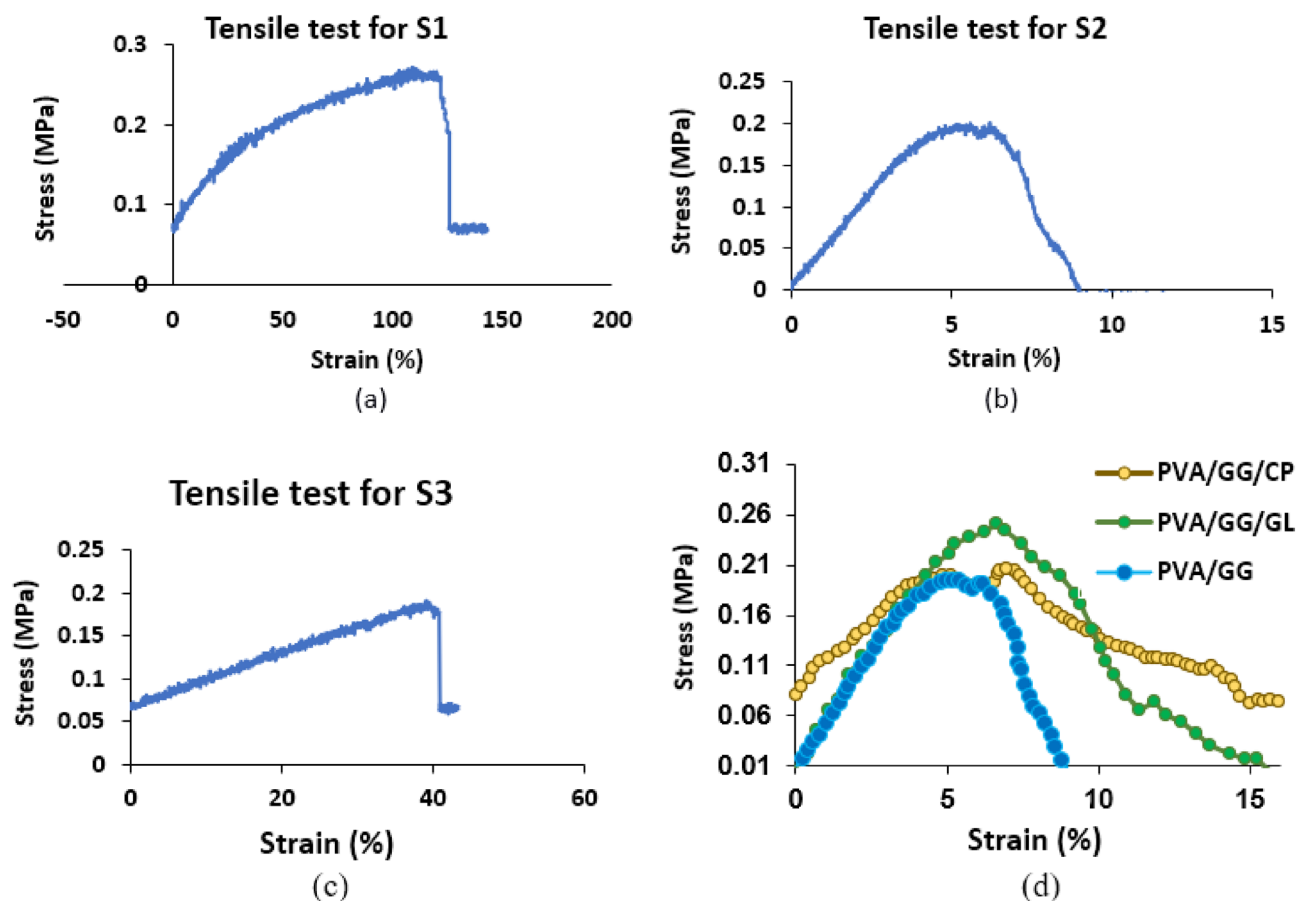 Tensile test for S1
0.3
0.2
0.1
0
Stress (MPa)
-50 0 50 100 150 200
Strain (%)
(a)
Tensile test for S2
0.25
0.2
0.15
0.1
0.05
0
Stress (MPa)
0 5 10 15
Strain (%)
(b)
Tensile test for S3
0.25
0.2
0.15
0.1
0.05
0
Stress (MPa)
0 20 40 60
Strain (%)
(c)
0.31
0.26
0.21
0.16
0.11
0.06
0.01
Stress (MPa)
PVA/GG/CP
PVA/GG/GL
PVA/GG
0 5 10 15
Strain (%)
(d)